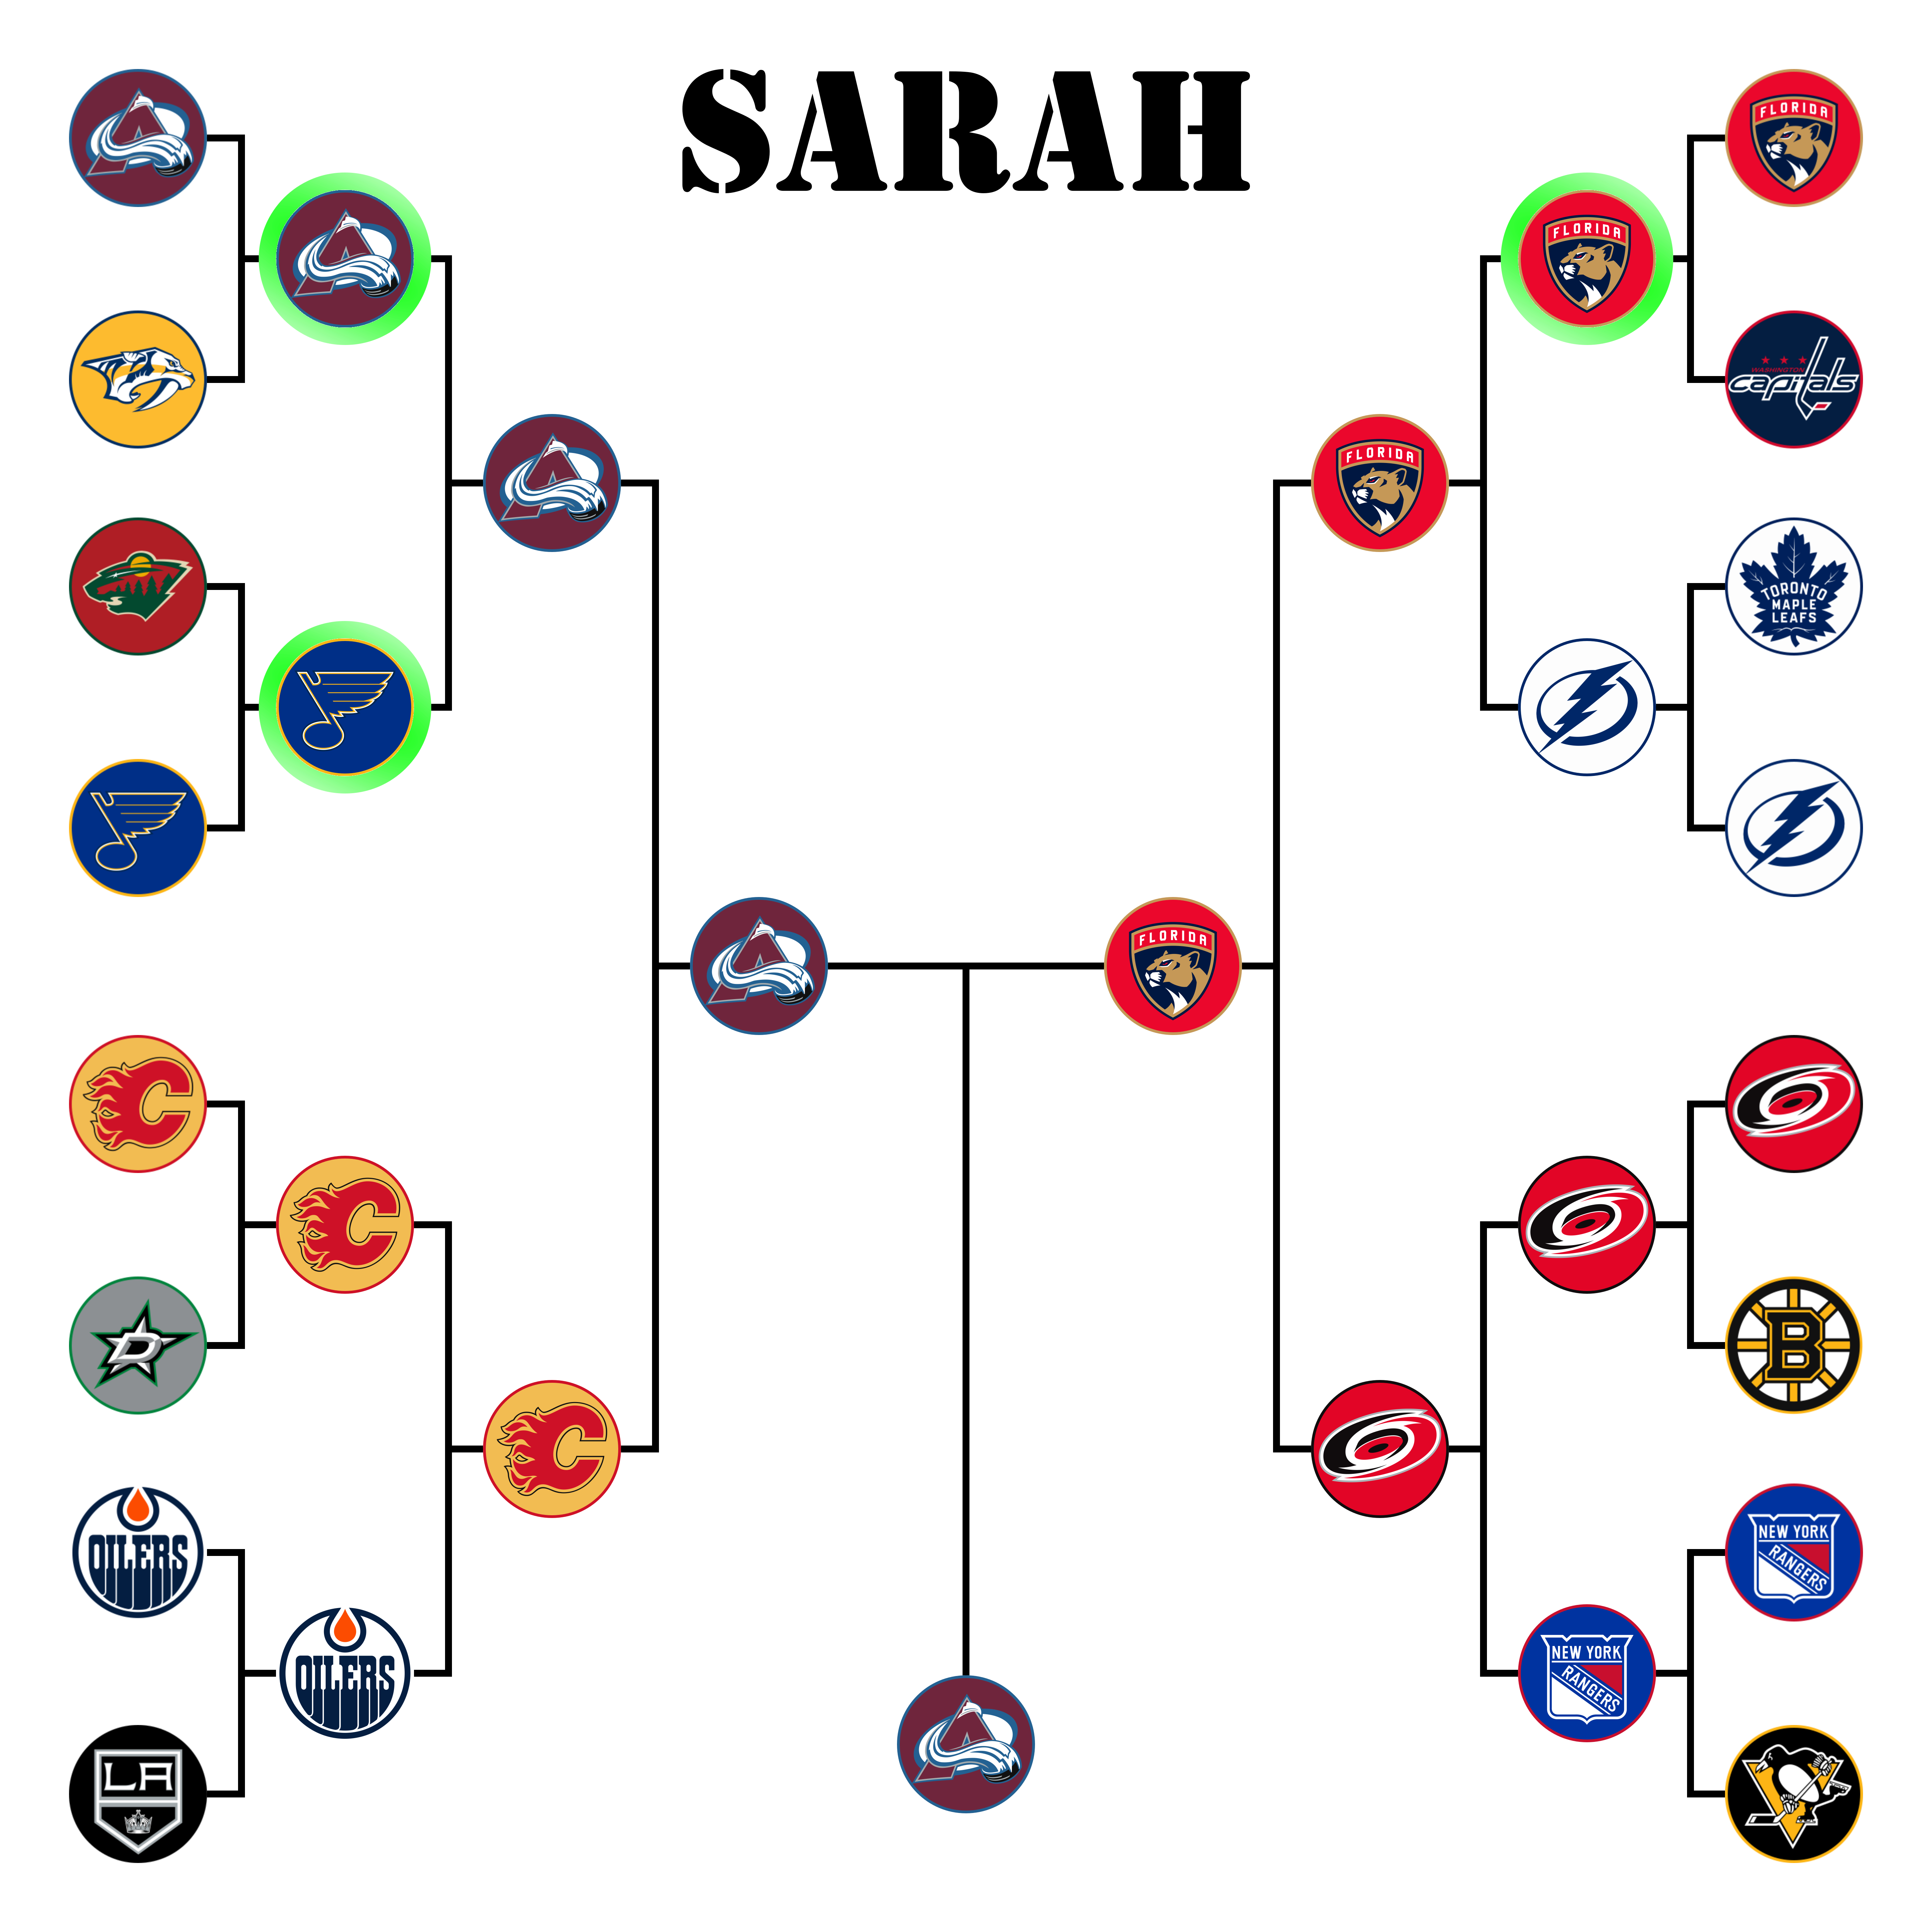 SARAH
FLORIDA
FLORIDA
WASHINGTON
capitals
FLORIDA
TORONTO
MAPLE
LEAFS
FLORIDA
C
C
C
B
D
OILERS
NEW YORK
RANGERS
OILERS
NEW YORK
RANGERS
LA